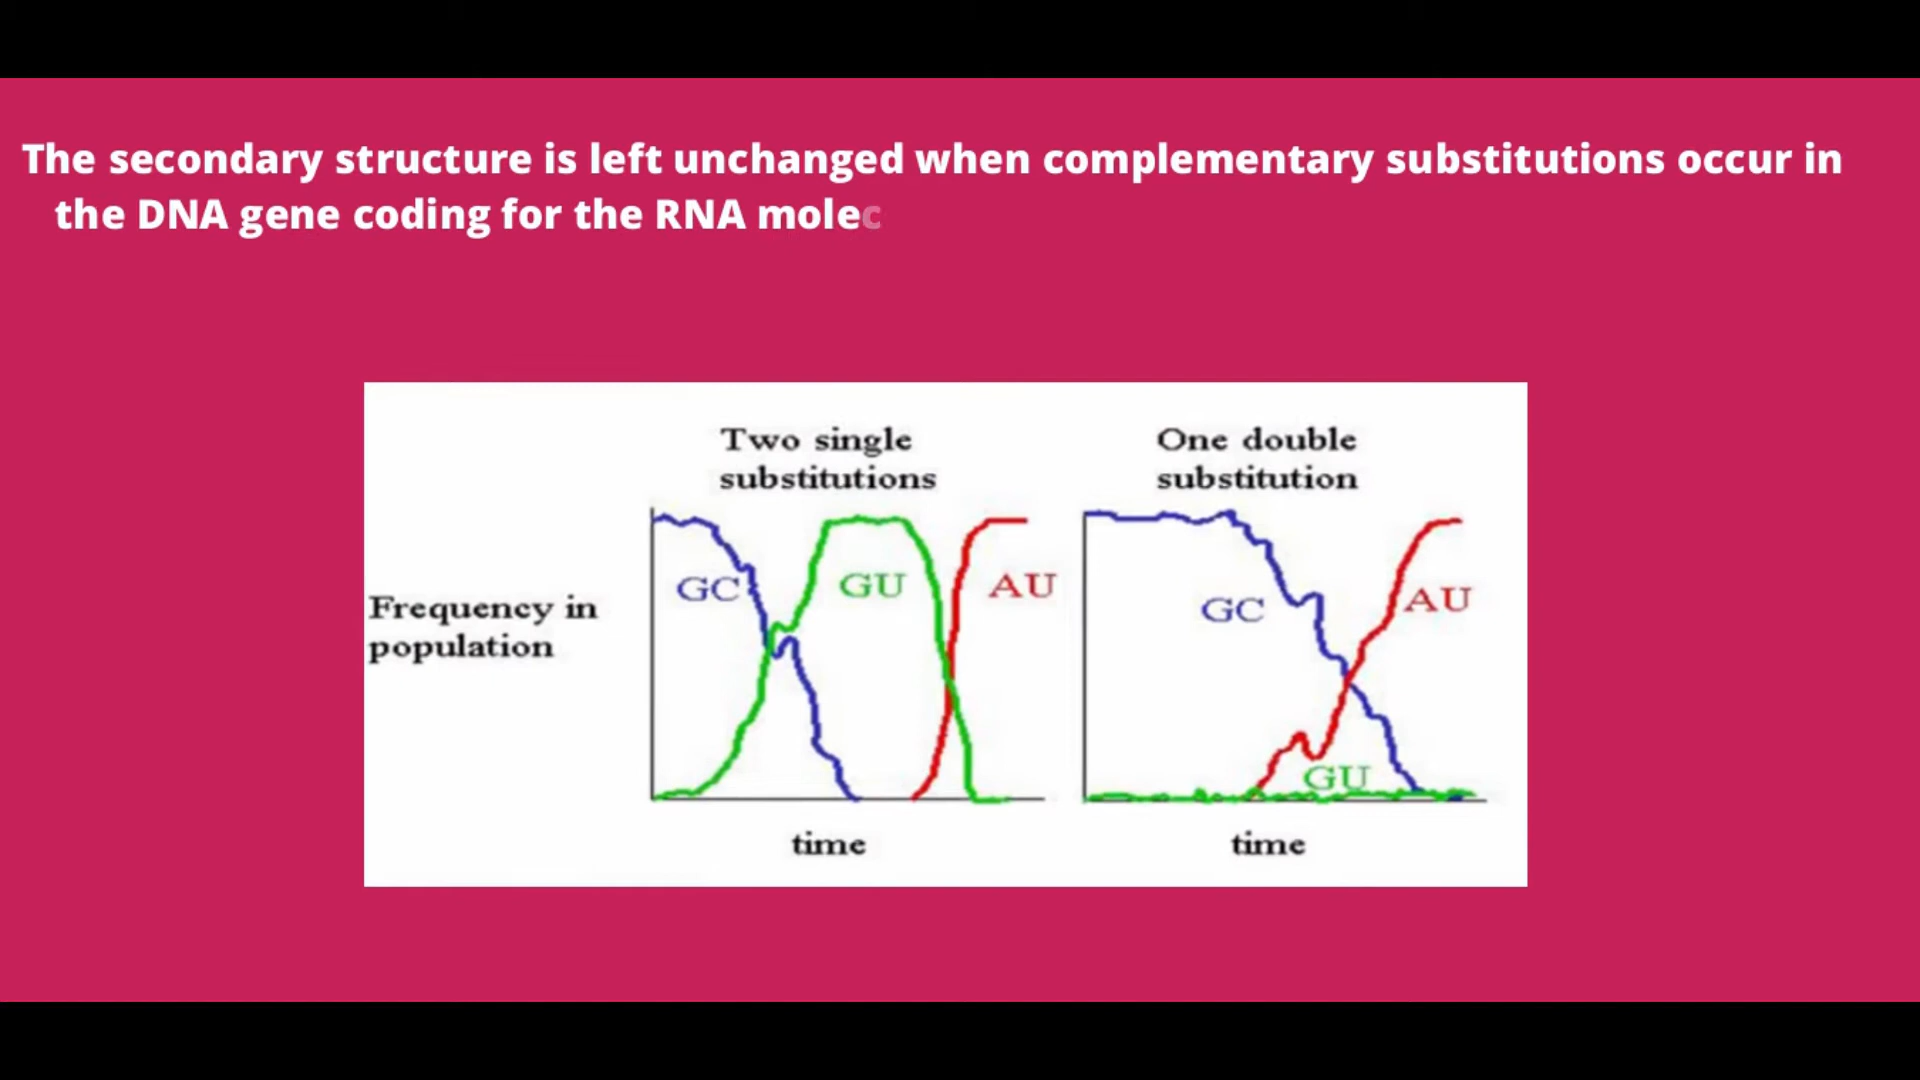 The secondary structure is left unchanged when complementary substitutions occur in
the DNA gene coding for the RNA molec
Two single
substitutions
One double
substitution
Frequency in
population
GC
GU
AU
GC
AU
GU
time
time